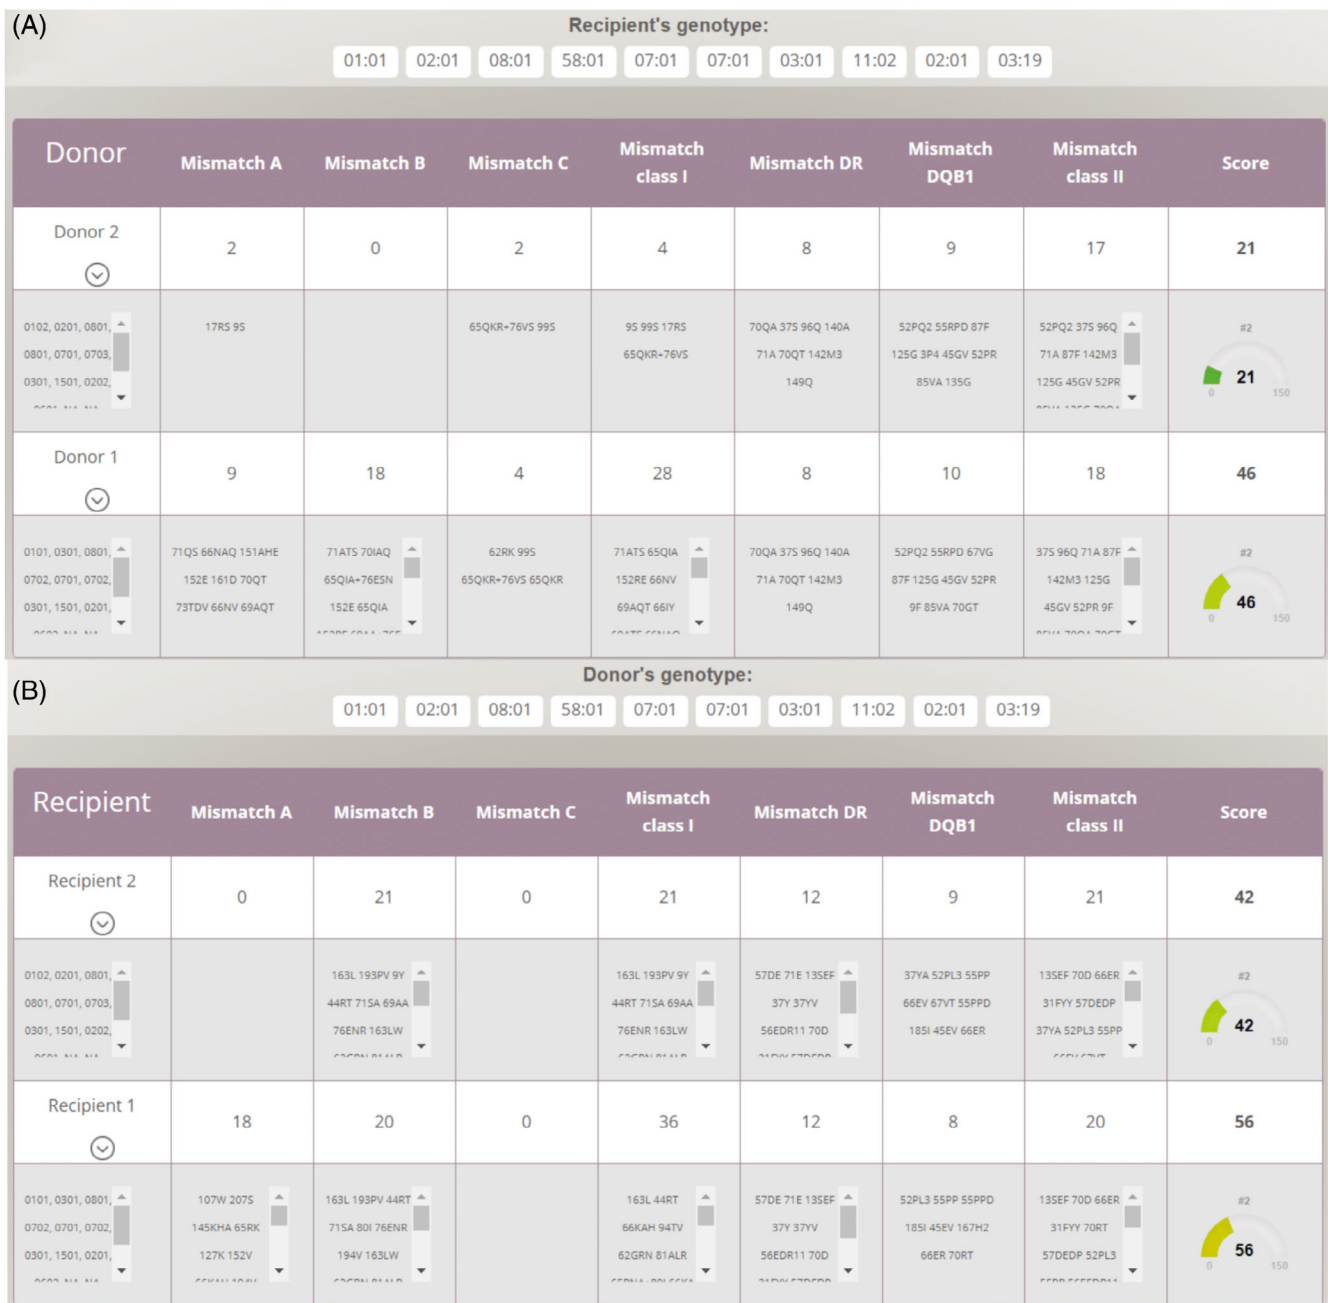 (A)
Recipient's genotype:
01:01 02:01 08:01 58:01 07:01 07:01 03:01 11:02 02:01 03:19
Donor Mismatch A Mismatch B Mismatch C Mismatch class I Mismatch DR Mismatch DQB1 Mismatch class II Score
Donor 2 2 0 2 4 8 9 17 21
0102, 0201, 0801, 17RS 9S 65QKR+76VS 99S 9S 99S 17RS 70QA 37S 96Q 140A 52PQ2 55RPD 87F 52PQ2 37S 96Q #2
0801, 0701, 0703, 65QKR+76VS 71A 70QT 142M3 125G 3P4 45GV 52PR 71A 87F 142M3
0301, 1501, 0202, 149Q 85VA 135G 125G 45GV 52PR 21
0 150
Donor 1 9 18 4 28 8 10 18 46
0101, 0301, 0801, 71QS 66NAQ 151AHE 71ATS 70IAQ 62RK 99S 71ATS 65QIA 70QA 37S 96Q 140A 52PQ2 55RPD 67VG 37S 96Q 71A 87F #2
0702, 0701, 0702, 152E 161D 70QT 65QIA+76ESN 65QKR+76VS 65QKR 152RE 66NV 71A 70QT 142M3 87F 125G 45GV 52PR 142M3 125G
0301, 1501, 0201, 73TDV 66NV 69AQT 152E 65QIA 69AQT 66IY 149Q 9F 85VA 70GT 45GV 52PR 9F 46
0 150
(B)
Donor's genotype:
01:01 02:01 08:01 58:01 07:01 07:01 03:01 11:02 02:01 03:19
Recipient Mismatch A Mismatch B Mismatch C Mismatch class I Mismatch DR Mismatch DQB1 Mismatch class II Score
Recipient 2 0 21 0 21 12 9 21 42
0102, 0201, 0801, 163L 193PV 9Y 163L 193PV 9Y 57DE 71E 13SEF 37YA 52PL3 55PP 13SEF 70D 66ER #2
0801, 0701, 0703, 44RT 71SA 69AA 44RT 71SA 69AA 37Y 37YV 66EV 67VT 55PPD 31FYY 57DEDP
0301, 1501, 0202, 76ENR 163LW 76ENR 163LW 56EDR11 70D 185I 45EV 66ER 37YA 52PL3 55PP 42
0 150
Recipient 1 18 20 0 36 12 8 20 56
0101, 0301, 0801, 107W 207S 163L 193PV 44RT 163L 44RT 57DE 71E 13SEF 52PL3 55PP 55PPD 13SEF 70D 66ER #2
0702, 0701, 0702, 145KHA 65RK 71SA 80I 76ENR 66KAH 94TV 37Y 37YV 185I 45EV 167H2 31FYY 70RT
0301, 1501, 0201, 127K 152V 194V 163LW 62GRN 81ALR 56EDR11 70D 66ER 70RT 57DEDP 52PL3 56
0 150